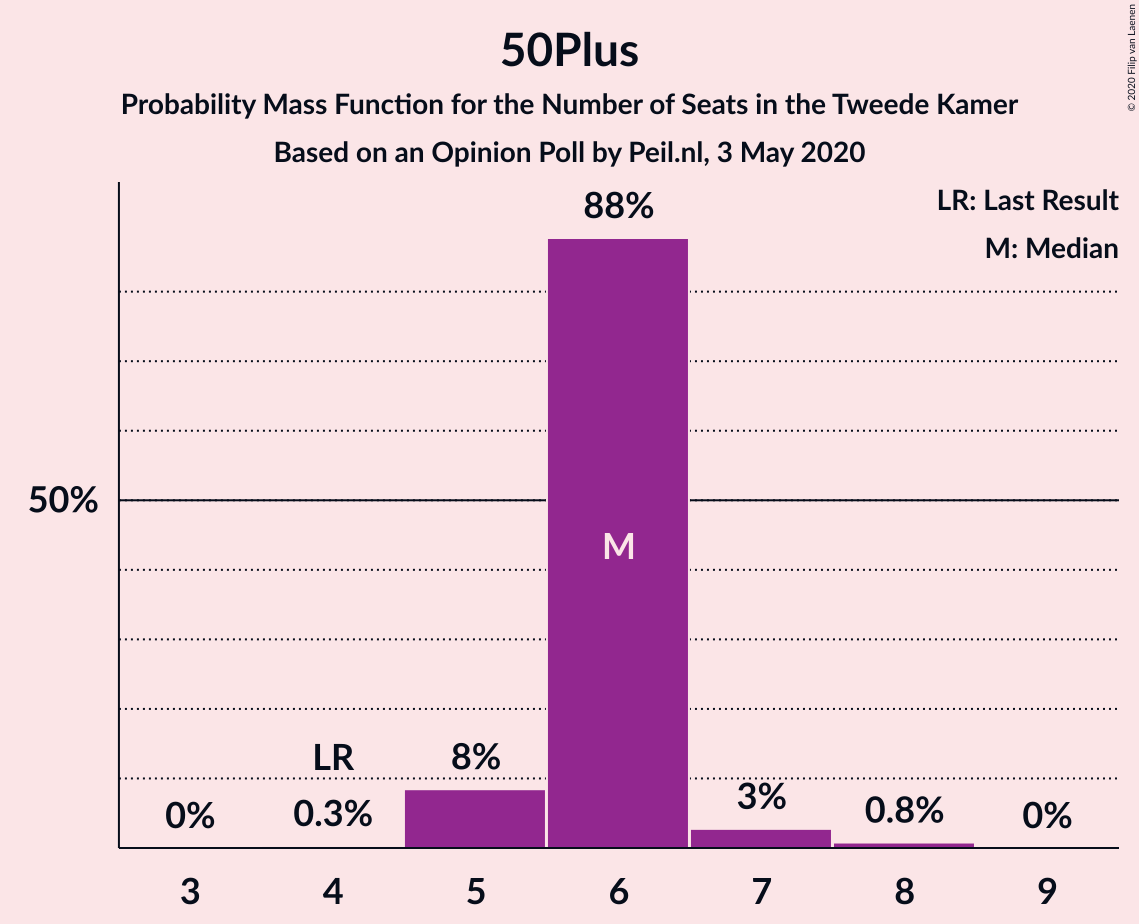 50Plus
Probability Mass Function for the Number of Seats in the Tweede Kamer
Based on an Opinion Poll by Peil.nl, 3 May 2020
© 2020 Filip van Laenen
LR: Last Result
M: Median
88%
50%
M
LR
0%
0.3%
8%
3%
0.8%
0%
3 4 5 6 7 8 9